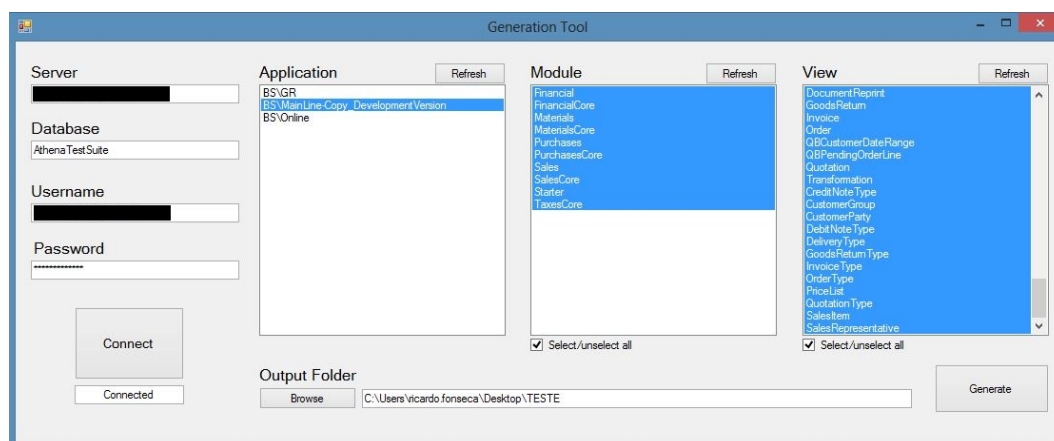 Generation Tool
Server
Database
AthenaTestSuite
Username
Password
*************
Connect
Connected
Application
Refresh
BS\GR
BS\MainLine-Copy_DevelopmentVersion
BS\Online
Module
Refresh
Financial
FinancialCore
Materials
MaterialsCore
Purchases
PurchasesCore
Sales
SalesCore
Starter
TaxesCore
Select/unselect all
View
Refresh
DocumentReprint
GoodsReturn
Invoice
Order
QBCustomerDateRange
QBPendingOrderLine
Quotation
Transformation
CreditNoteType
CustomerGroup
CustomerParty
DebitNoteType
DeliveryType
GoodsReturnType
InvoiceType
OrderType
PriceList
QuotationType
SalesItem
SalesRepresentative
Select/unselect all
Output Folder
Browse
C:\Users\ricardo.fonseca\Desktop\TESTE
Generate